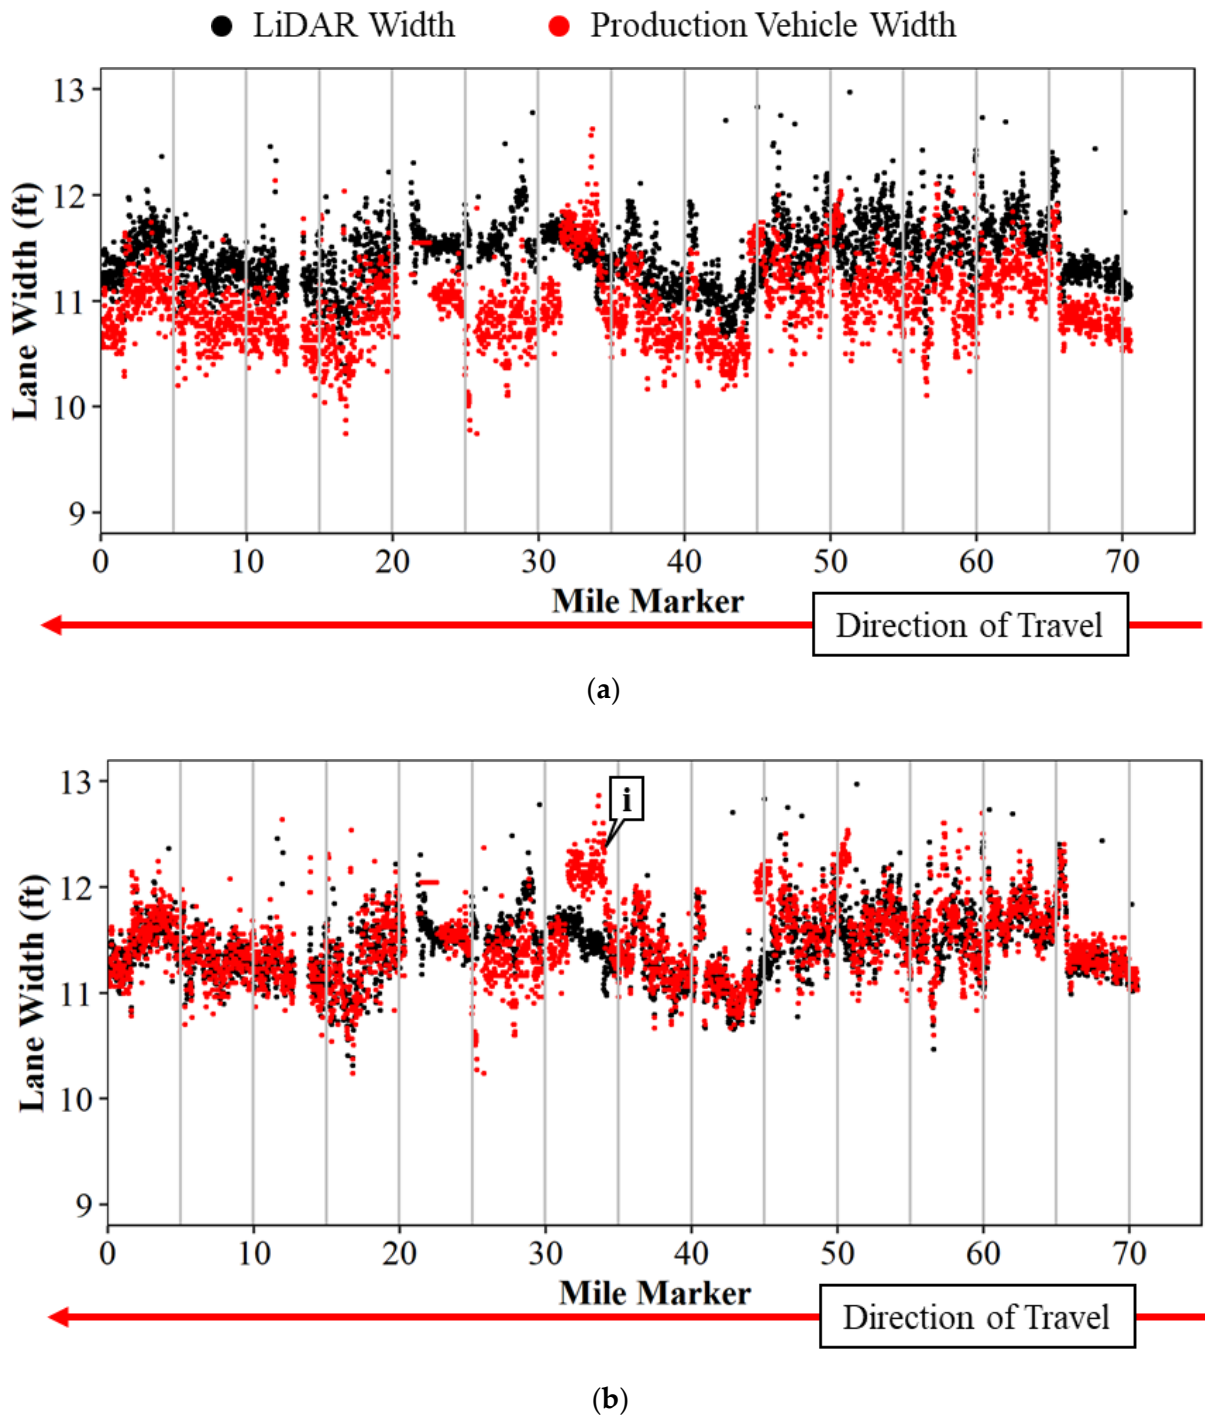 LiDAR Width Production Vehicle Width
13
12
11
10
9
Lane Width (ft)
0 10 20 30 40 50 60 70
Mile Marker
Direction of Travel
(a)
13
12
11
10
9
Lane Width (ft)
i
0 10 20 30 40 50 60 70
Mile Marker
Direction of Travel
(b)